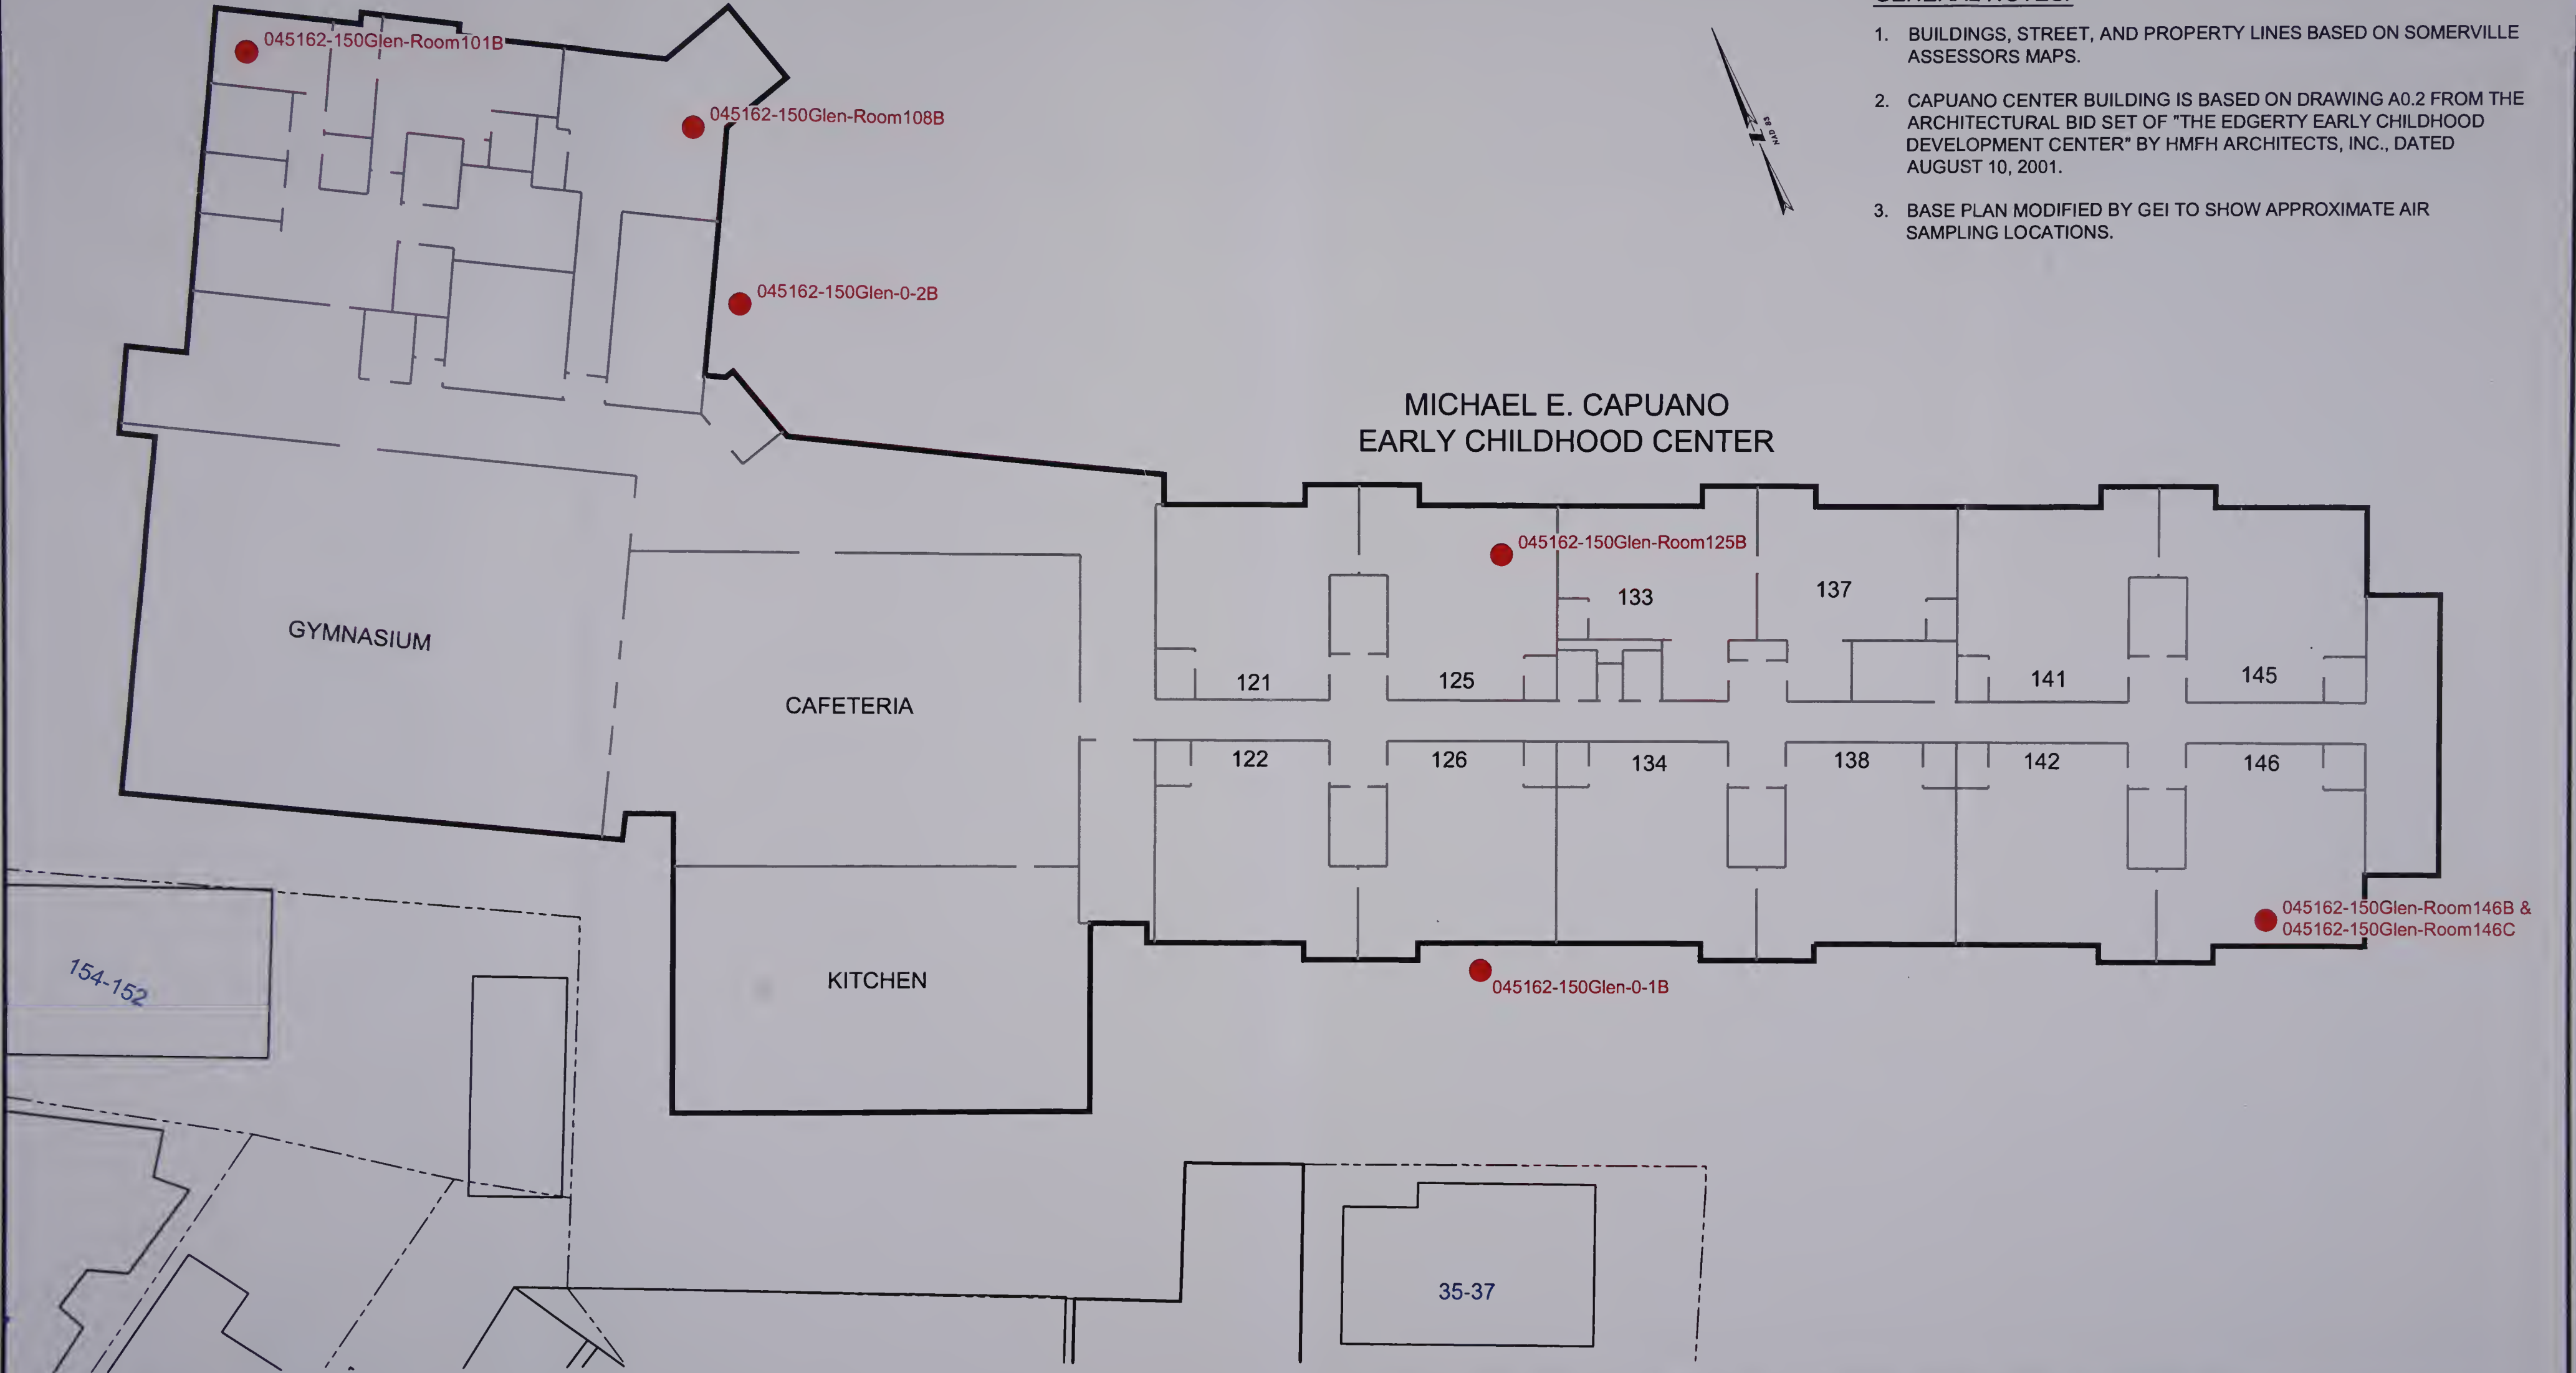 GENERAL NOTES:
1. BUILDINGS, STREET, AND PROPERTY LINES BASED ON SOMERVILLE
ASSESSORS MAPS.
2. CAPUANO CENTER BUILDING IS BASED ON DRAWING A0.2 FROM THE
ARCHITECTURAL BID SET OF "THE EDGERTY EARLY CHILDHOOD
DEVELOPMENT CENTER" BY HMFH ARCHITECTS, INC., DATED
AUGUST 10, 2001.
3. BASE PLAN MODIFIED BY GEI TO SHOW APPROXIMATE AIR
SAMPLING LOCATIONS.
NAD 83
045162-150Glen-Room101B
045162-150Glen-Room108B
045162-150Glen-0-2B
MICHAEL E. CAPUANO
EARLY CHILDHOOD CENTER
045162-150Glen-Room125B
133
137
GYMNASIUM
CAFETERIA
121
125
141
145
122
126
134
138
142
146
045162-150Glen-Room146B &
045162-150Glen-Room146C
045162-150Glen-0-1B
KITCHEN
154-152
35-37